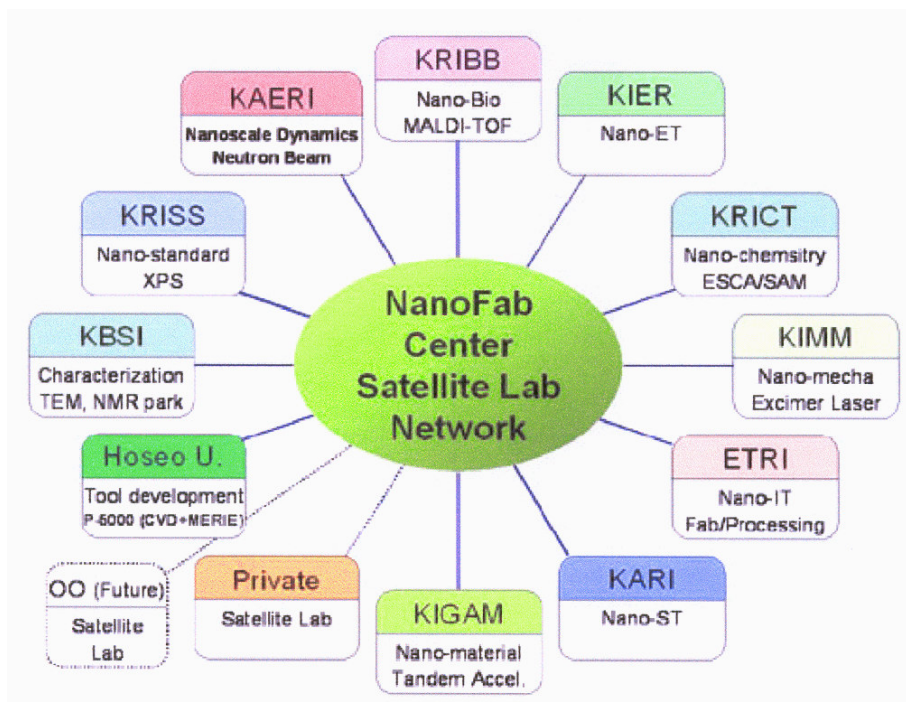 KRIBB
Nano-Bio
MALDI-TOF
KIER
Nano-ET
KRICT
Nano-chemsitry
ESCA/SAM
KIMM
Nano-mecha
Excimer Laser
ETRI
Nano-IT
Fab/Processing
KARI
Nano-ST
KIGAM
Nano-material
Tandem Accel.
Private
Satellite Lab
OO (Future)
Satellite
Lab
Hoseo U.
Tool development
P-5000 (CVD+MERIE)
KBSI
Characterization
TEM, NMR park
KRISS
Nano-standard
XPS
KAERI
Nanoscale Dynamics
Neutron Beam
NanoFab
Center
Satellite Lab
Network